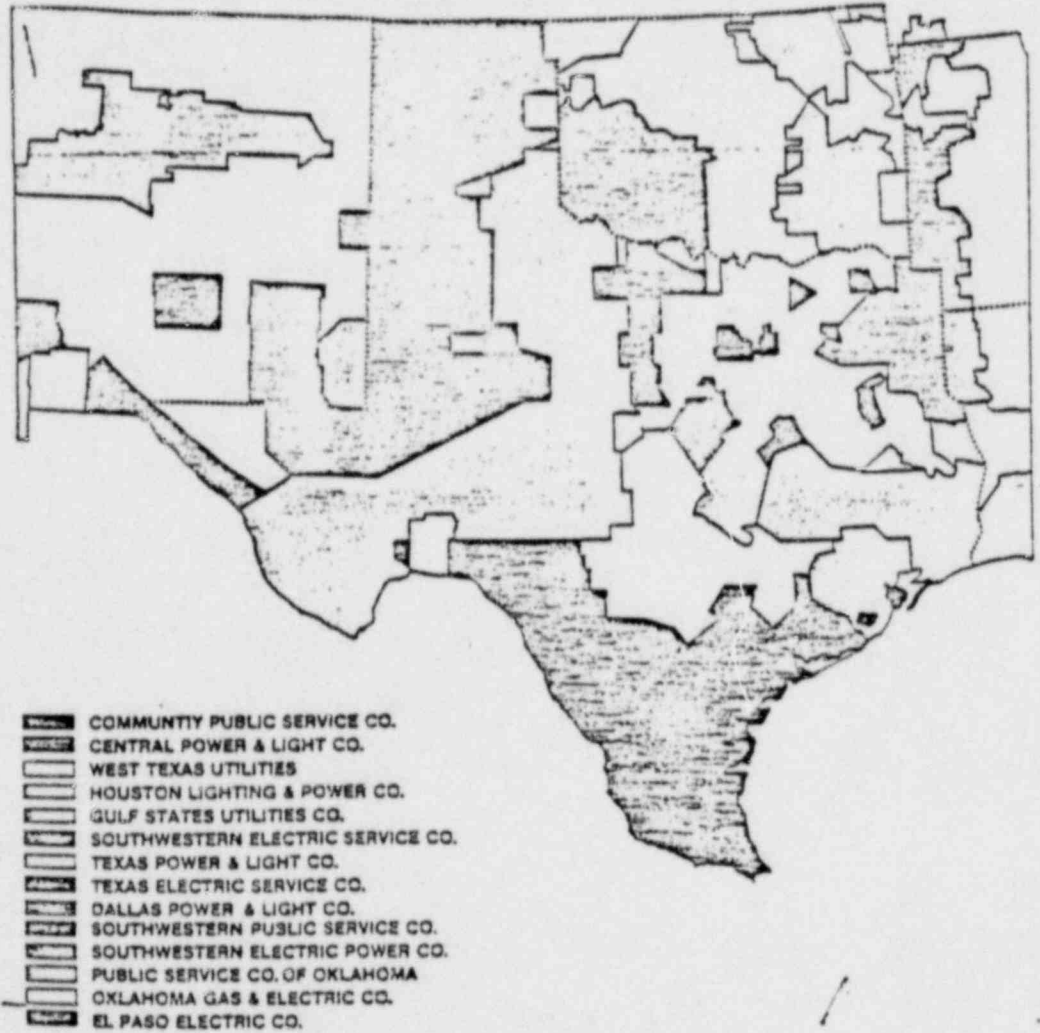 COMMUNTIY PUBLIC SERVICE CO.
CENTRAL POWER & LIGHT CO.
WEST TEXAS UTILITIES
HOUSTON LIGHTING & POWER CO.
GULF STATES UTILITIES CO.
SOUTHWESTERN ELECTRIC SERVICE CO.
TEXAS POWER & LIGHT CO.
TEXAS ELECTRIC SERVICE CO.
DALLAS POWER & LIGHT CO.
SOUTHWESTERN PUBLIC SERVICE CO.
SOUTHWESTERN ELECTRIC POWER CO.
PUBLIC SERVICE CO. OF OKLAHOMA
OKLAHOMA GAS & ELECTRIC CO.
EL PASO ELECTRIC CO.